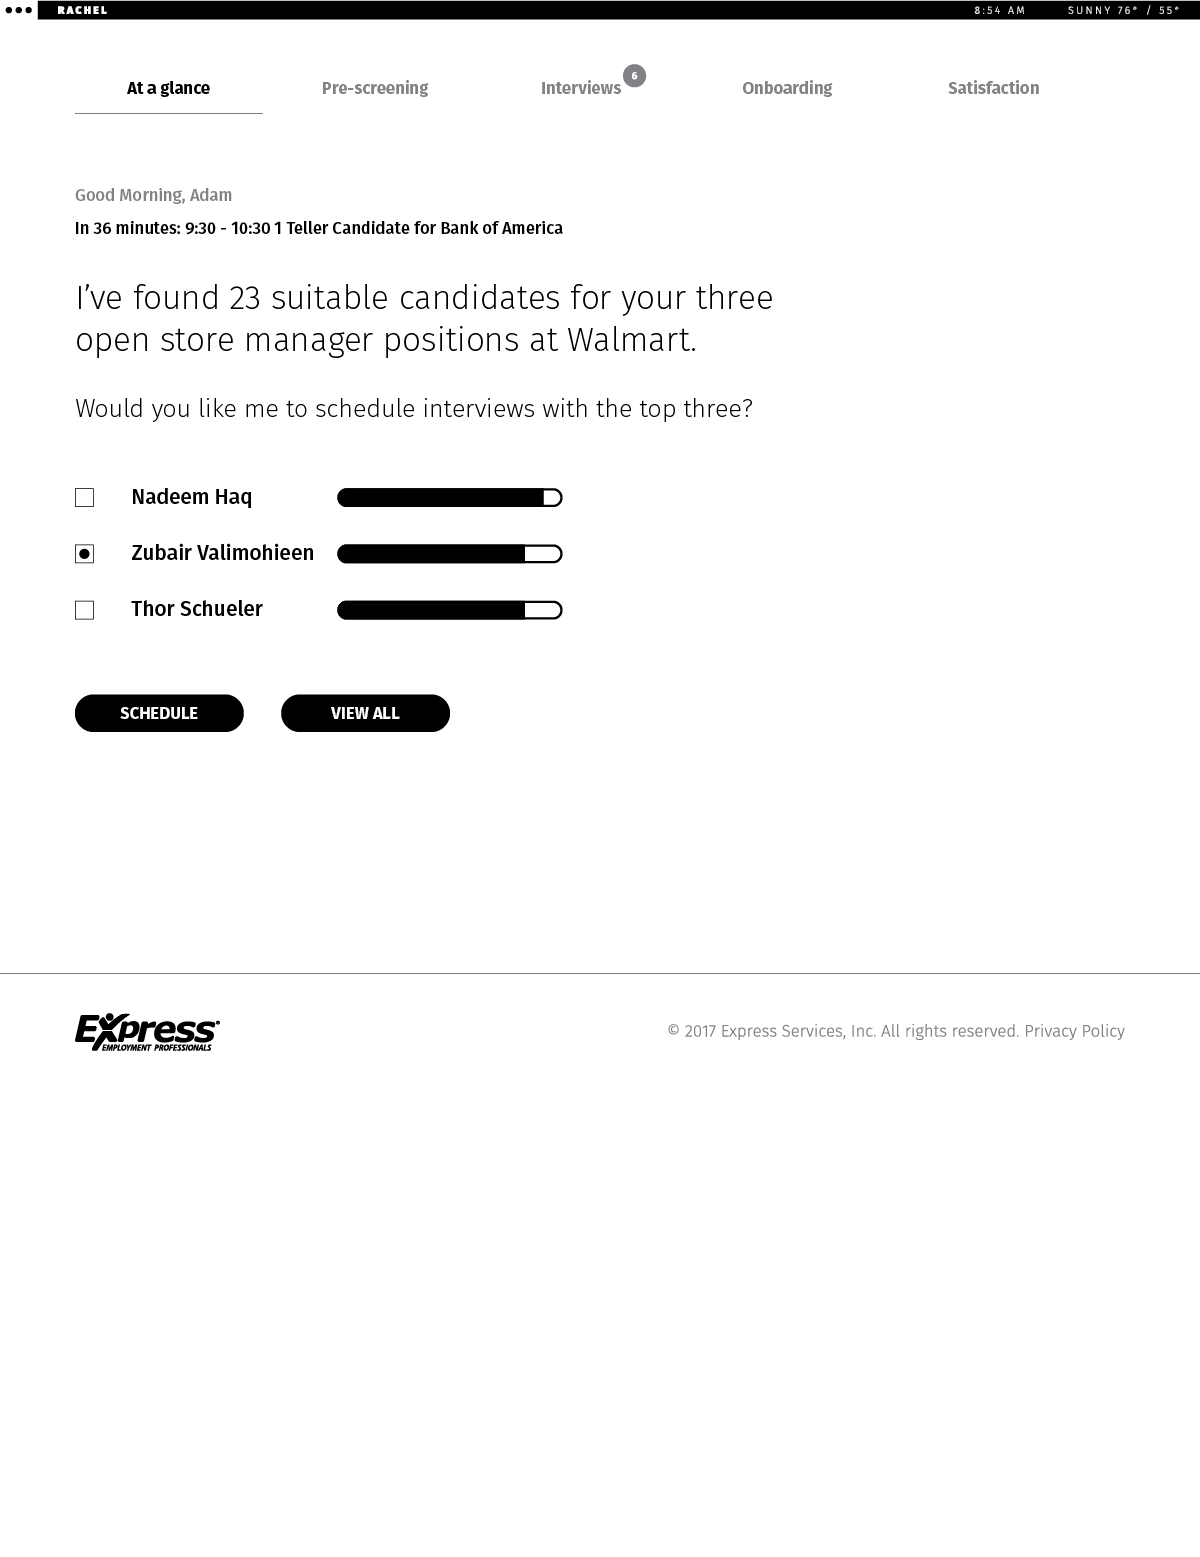 RACHEL
8:54 AM SUNNY 76° / 55°
At a glance Pre-screening Interviews 6 Onboarding Satisfaction
Good Morning, Adam
In 36 minutes: 9:30 - 10:30 1 Teller Candidate for Bank of America
I’ve found 23 suitable candidates for your three
open store manager positions at Walmart.
Would you like me to schedule interviews with the top three?
Nadeem Haq
Zubair Valimohieen
Thor Schueler
SCHEDULE VIEW ALL
Express
EMPLOYMENT PROFESSIONALS
© 2017 Express Services, Inc. All rights reserved. Privacy Policy